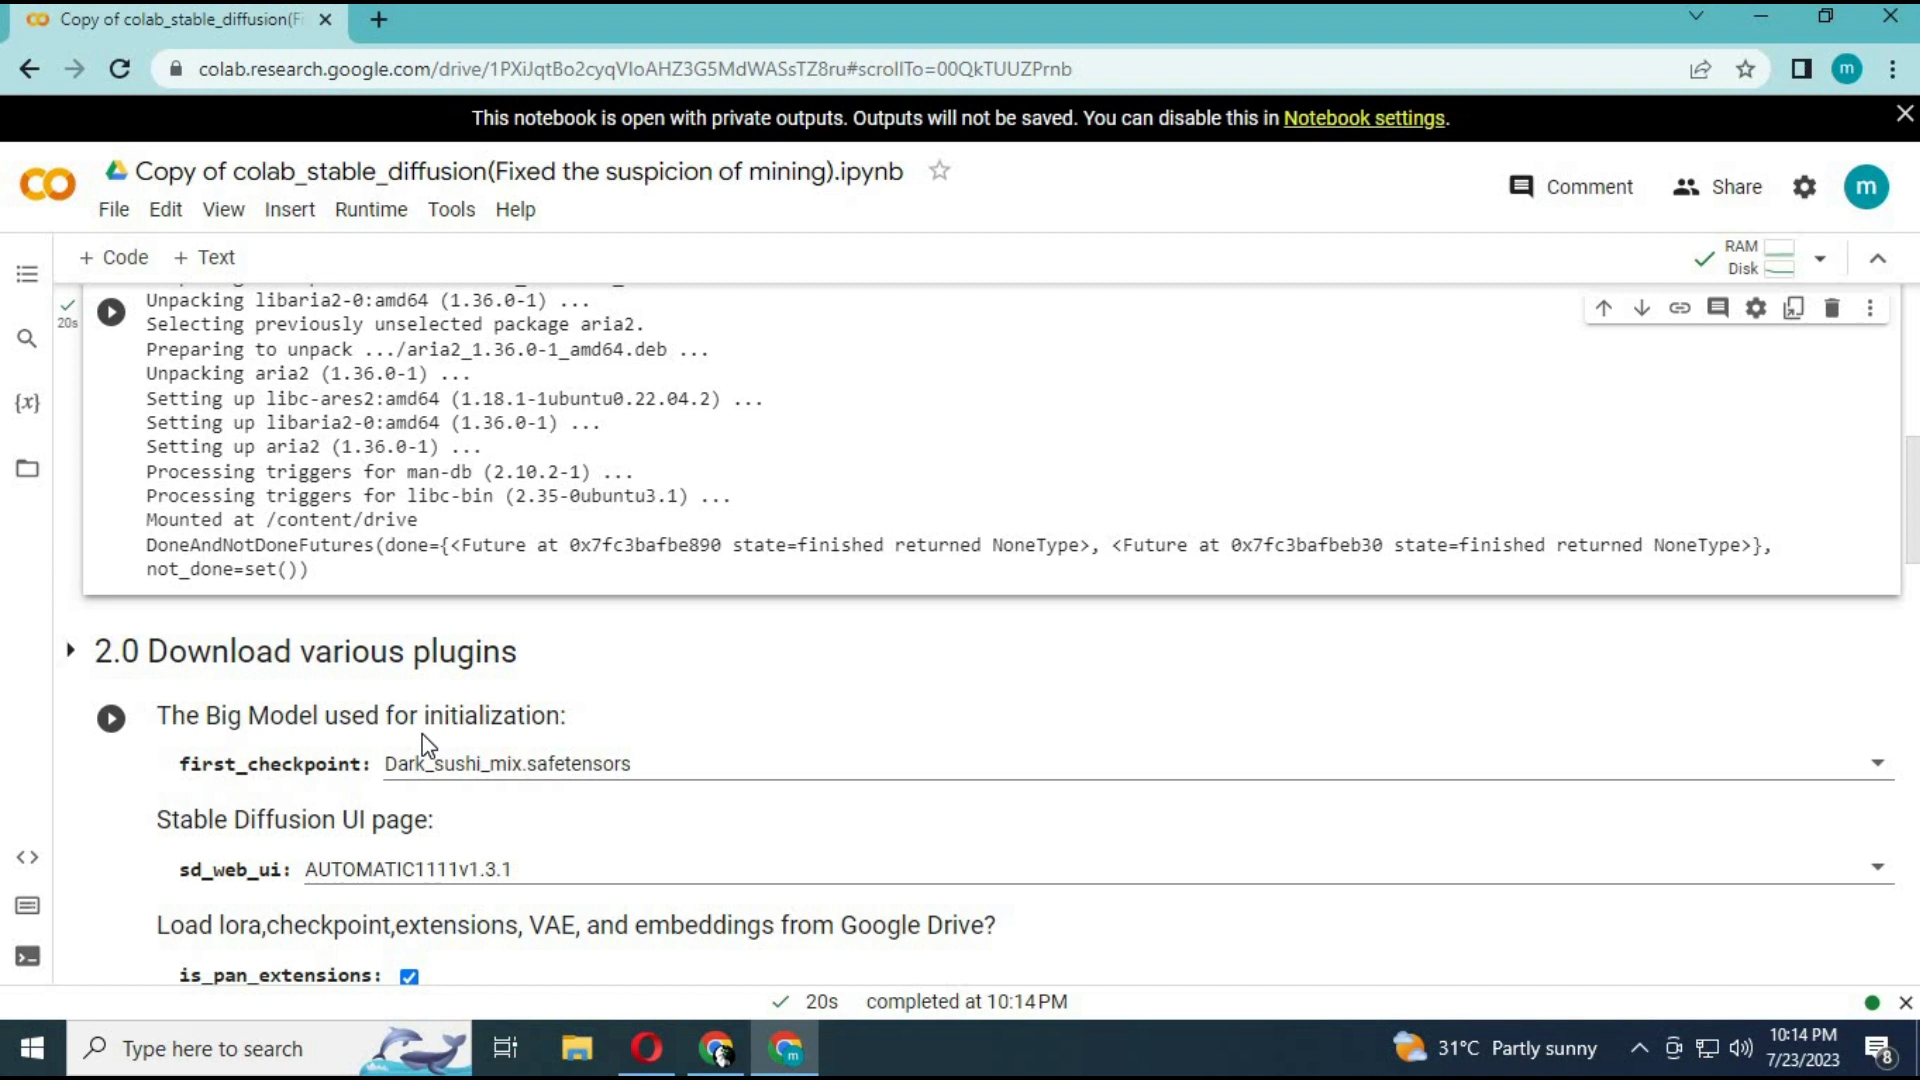 Copy of colab_stable_diffusion(Fi
colab.research.google.com/drive/1PXiJqtBo2cyqVIoAHZ3G5MdWASsTZ8ru#scrollTo=00QkTUUZPrnb
m
This notebook is open with private outputs. Outputs will not be saved. You can disable this in Notebook settings.
Copy of colab_stable_diffusion(Fixed the suspicion of mining).ipynb
Comment Share m
File Edit View Insert Runtime Tools Help
+ Code + Text
RAM
Disk
20s
Unpacking libaria2-0:amd64 (1.36.0-1) ...
Selecting previously unselected package aria2.
Preparing to unpack .../aria2_1.36.0-1_amd64.deb ...
Unpacking aria2 (1.36.0-1) ...
Setting up libc-ares2:amd64 (1.18.1-1ubuntu0.22.04.2) ...
Setting up libaria2-0:amd64 (1.36.0-1) ...
Setting up aria2 (1.36.0-1) ...
Processing triggers for man-db (2.10.2-1) ...
Processing triggers for libc-bin (2.35-0ubuntu3.1) ...
Mounted at /content/drive
DoneAndNotDoneFutures(done={<Future at 0x7fc3bafbe890 state=finished returned NoneType>, <Future at 0x7fc3bafbeb30 state=finished returned NoneType>},
not_done=set())
2.0 Download various plugins
The Big Model used for initialization:
first_checkpoint: Dark_sushi_mix.safetensors
Stable Diffusion UI page:
sd_web_ui: AUTOMATIC1111v1.3.1
Load lora,checkpoint,extensions, VAE, and embeddings from Google Drive?
is_pan_extensions:
20s completed at 10:14 PM
Type here to search
m
31°C Partly sunny
10:14 PM
7/23/2023
8